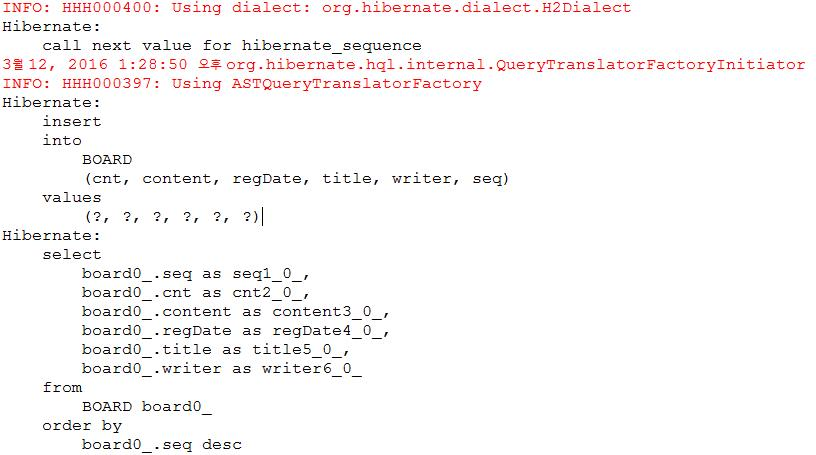 INFO: HHH000400: Using dialect: org.hibernate.dialect.H2Dialect
Hibernate:
    call next value for hibernate_sequence
3월 12, 2016 1:28:50 오후 org.hibernate.hql.internal.QueryTranslatorFactoryInitiator
INFO: HHH000397: Using ASTQueryTranslatorFactory
Hibernate:
    insert
    into
        BOARD
        (cnt, content, regDate, title, writer, seq)
    values
        (?, ?, ?, ?, ?, ?)
Hibernate:
    select
        board0_.seq as seq1_0_,
        board0_.cnt as cnt2_0_,
        board0_.content as content3_0_,
        board0_.regDate as regDate4_0_,
        board0_.title as title5_0_,
        board0_.writer as writer6_0_
    from
        BOARD board0_
    order by
        board0_.seq desc